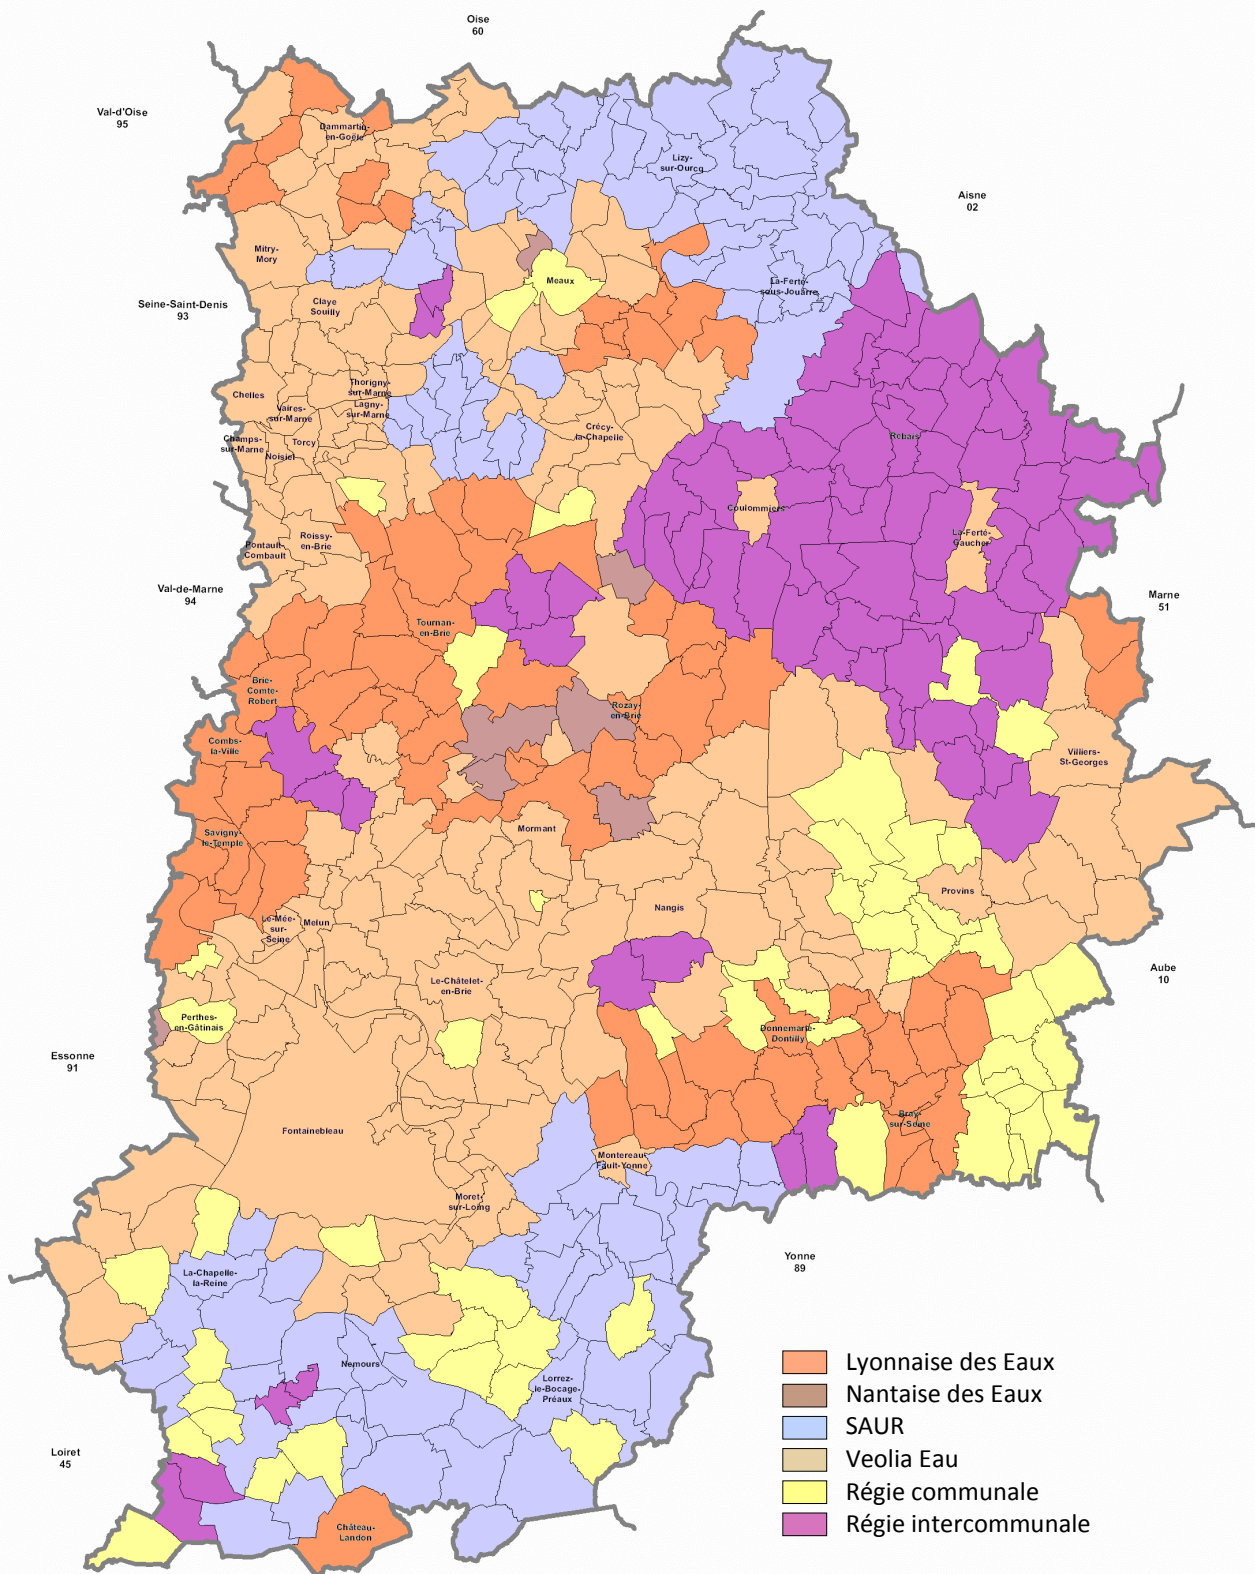 Oise
60
Val-d'Oise
95
Dammartin-
en-Goële
Lizy-
sur-Ourcq
Aisne
02
Mitry-
Mory
Meaux
La-Ferté-
sous-Jouarre
Seine-Saint-Denis
93
Claye
Souilly
Thorigny-
sur-Marne
Chelles
Vaires-
sur-Marne
Lagny-
sur-Marne
Champs-
sur-Marne
Torcy
Noisiel
Crécy-
la-Chapelle
Rebais
Coulommiers
La-Ferté-
Gaucher
Roissy-
en-Brie
Pontault-
Combault
Val-de-Marne
94
Marne
51
Tournan-
en-Brie
Brie-
Comte-
Robert
Rozay-
en-Brie
Combs-
la-Ville
Villiers-
St-Georges
Savigny-
le-Temple
Mormant
Provins
Nangis
Le-Mée-
sur-
Seine
Melun
Le-Châtelet-
en-Brie
Aube
10
Perthes-
en-Gâtinais
Donnemarie-
Dontilly
Essonne
91
Bray-
sur-Seine
Fontainebleau
Montereau-
Fault-Yonne
Moret-
sur-Loing
Yonne
89
La-Chapelle-
la-Reine
Nemours
Lorrez-
le-Bocage-
Préaux
Loiret
45
Château-
Landon
Lyonnaise des Eaux
Nantaise des Eaux
SAUR
Veolia Eau
Régie communale
Régie intercommunale